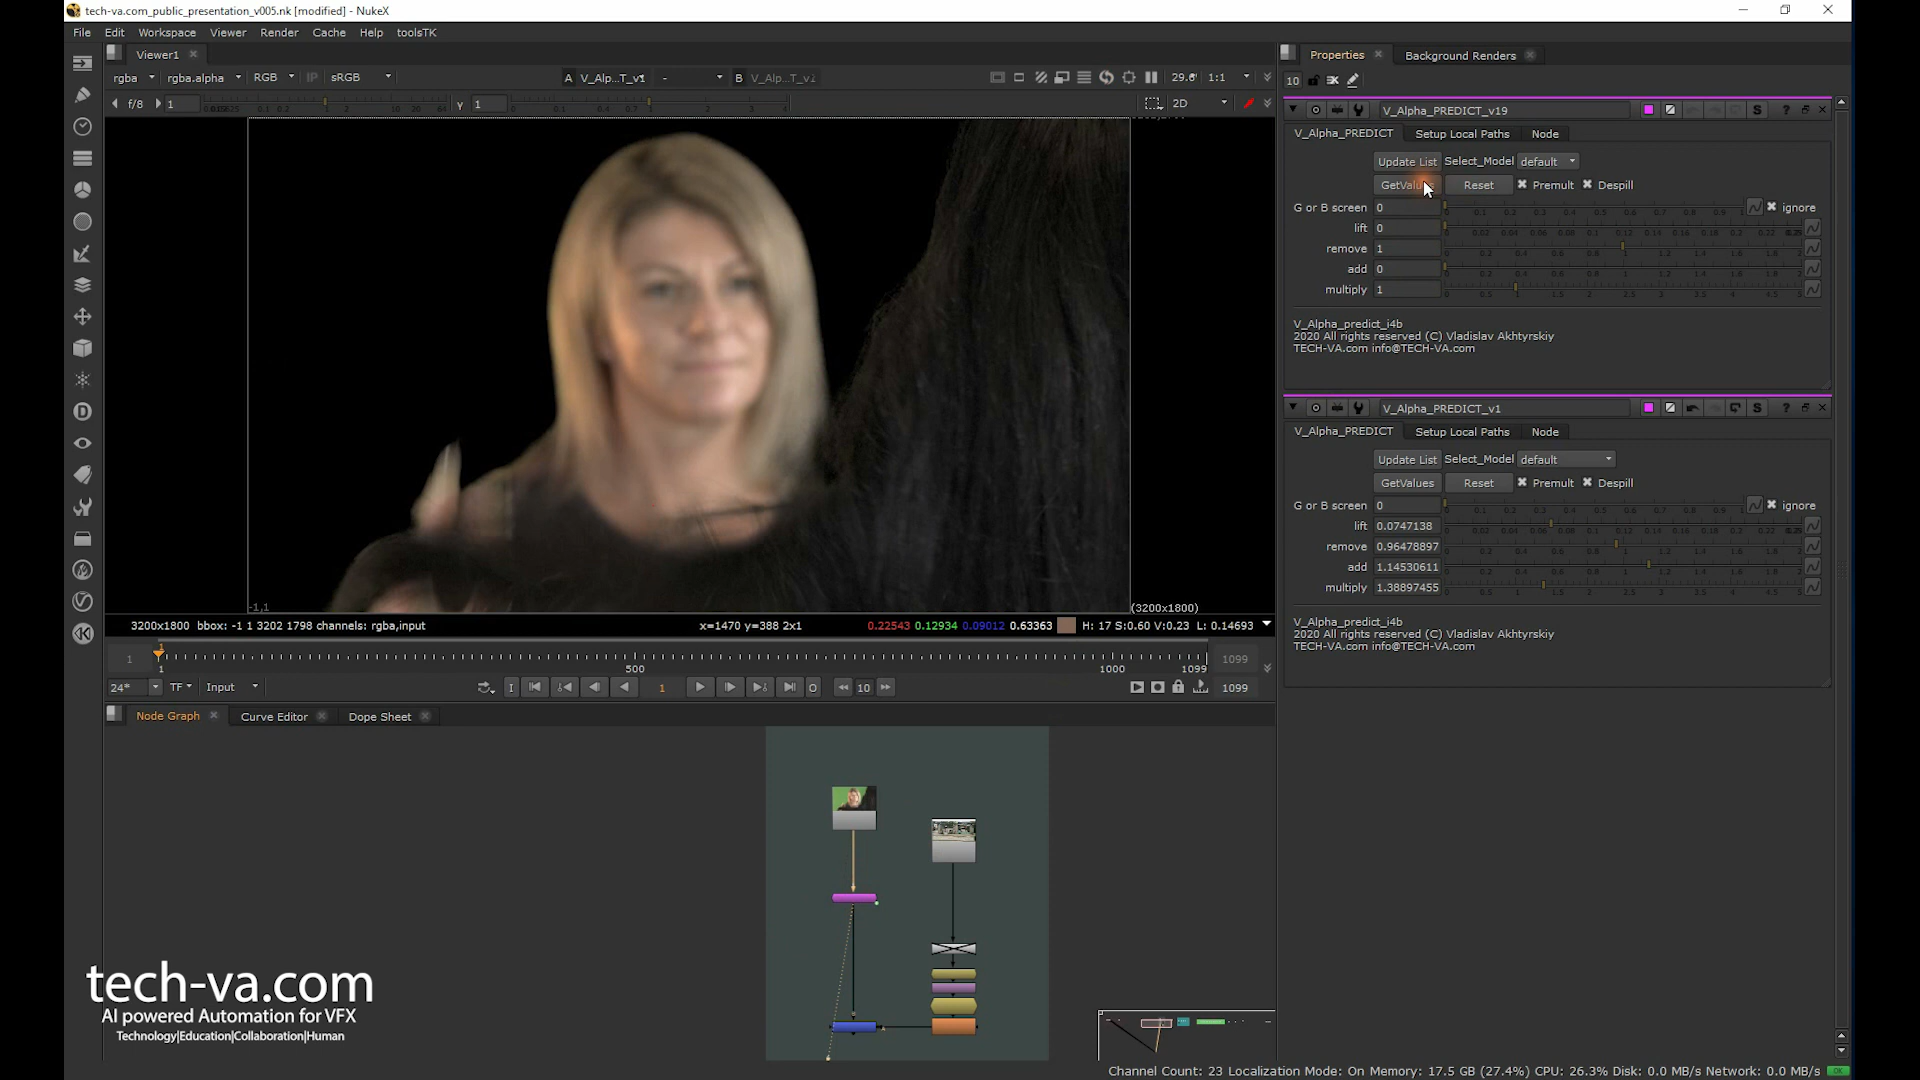 tech-va.com_public_presentation_v005.nk [modified] - NukeX
File Edit Workspace Viewer Render Cache Help toolsTK
Viewer1
rgba rgba.alpha RGB IP sRGB A V_Alp...T_v1 - B V_Alp...T_v1 1:1
f/8 1 γ 1 2D
3200x1800 bbox: -1 1 3202 1798 channels: rgba,input x=1470 y=388 2x1 0.22543 0.12934 0.09012 0.63363 H: 17 S:0.60 V:0.23 L: 0.14693
-1,1
(3200x1800)
1 1 500 1000 1099 1099
24* TF Input 1 10 1099
Node Graph Curve Editor Dope Sheet
Properties Background Renders
10
V_Alpha_PREDICT_v19
V_Alpha_PREDICT Setup Local Paths Node
Update List Select_Model default
GetValues Reset Premult Despill
G or B screen 0 ignore
lift 0
remove 1
add 0
multiply 1
V_Alpha_predict_i4b
2020 All rights reserved (C) Vladislav Akhtyrskiy
TECH-VA.com info@TECH-VA.com
V_Alpha_PREDICT_v1
V_Alpha_PREDICT Setup Local Paths Node
Update List Select_Model default
GetValues Reset Premult Despill
G or B screen 0 ignore
lift 0.0747138
remove 0.96478897
add 1.14530611
multiply 1.38897455
V_Alpha_predict_i4b
2020 All rights reserved (C) Vladislav Akhtyrskiy
TECH-VA.com info@TECH-VA.com
tech-va.com
AI powered Automation for VFX
Technology|Education|Collaboration|Human
Channel Count: 23 Localization Mode: On Memory: 17.5 GB (27.4%) CPU: 26.3% Disk: 0.0 MB/s Network: 0.0 MB/s